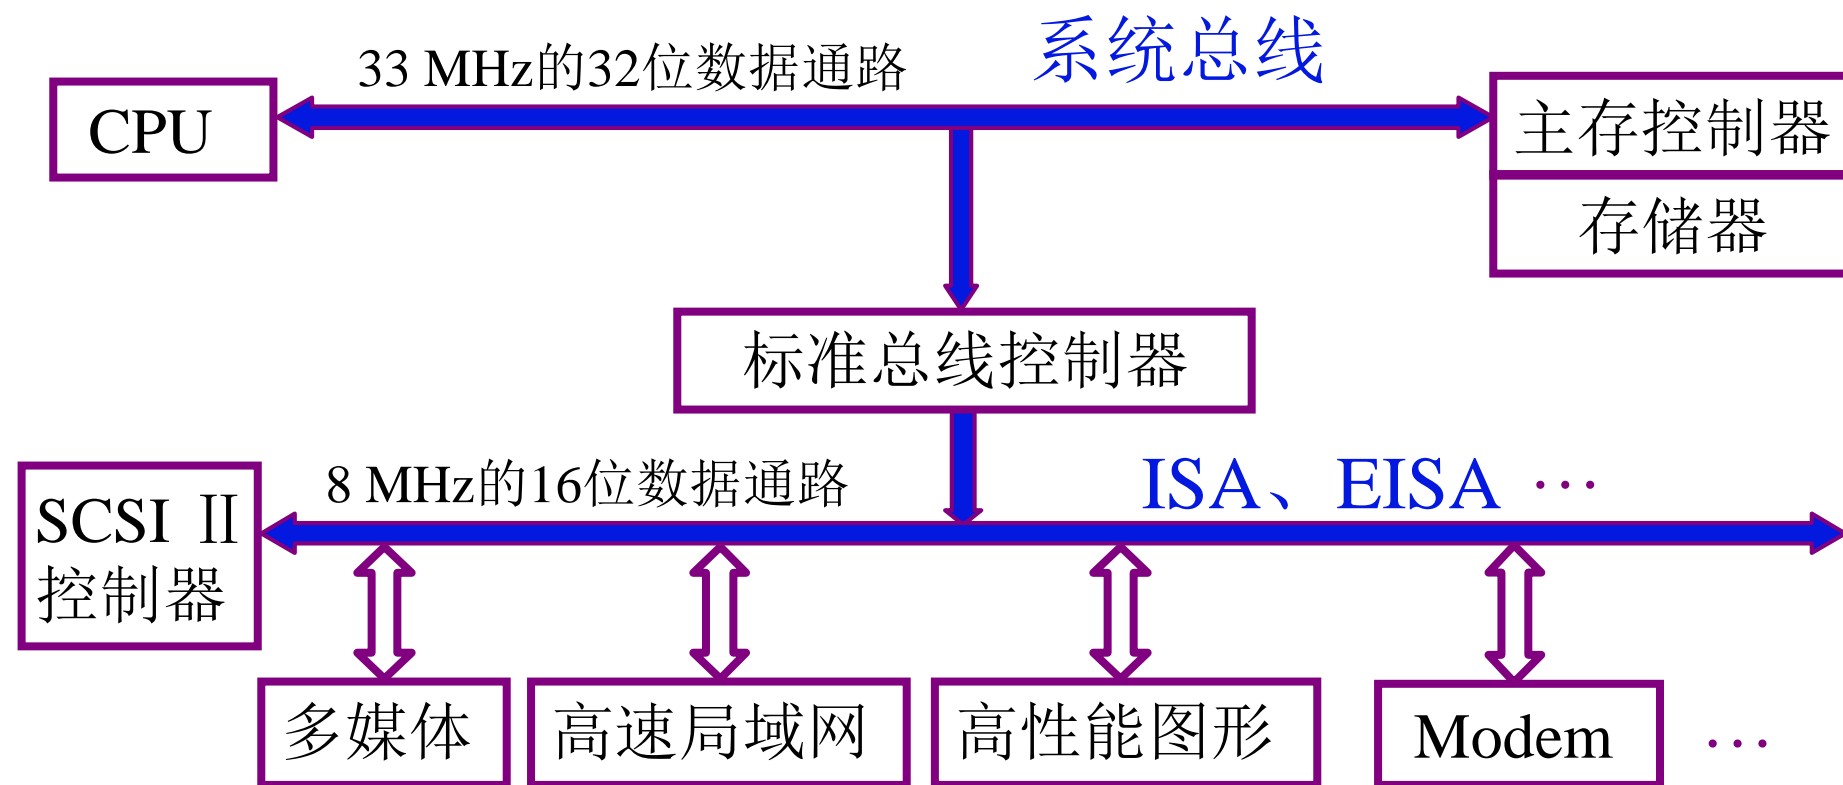 系统总线
33 MHz的32位数据通路
CPU
主存控制器
存储器
标准总线控制器
8 MHz的16位数据通路
ISA、EISA …
SCSI Ⅱ
控制器
多媒体
高速局域网
高性能图形
Modem
…